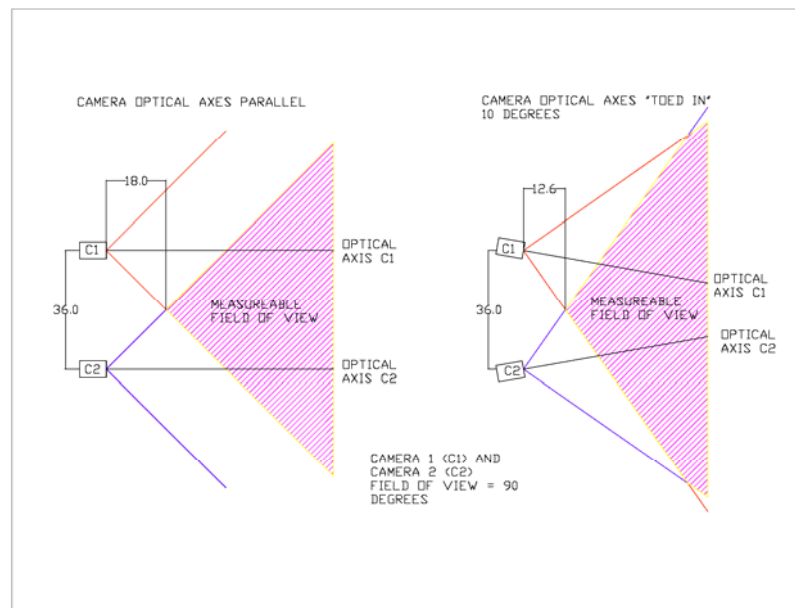 CAMERA OPTICAL AXES PARALLEL
18.0
C1
OPTICAL
AXIS C1
36.0
MEASUREABLE
FIELD OF VIEW
C2
OPTICAL
AXIS C2
CAMERA OPTICAL AXES "TOED IN"
10 DEGREES
12.6
C1
OPTICAL
AXIS C1
36.0
MEASUREABLE
FIELD OF VIEW
OPTICAL
AXIS C2
C2
CAMERA 1 (C1) AND
CAMERA 2 (C2)
FIELD OF VIEW = 90
DEGREES